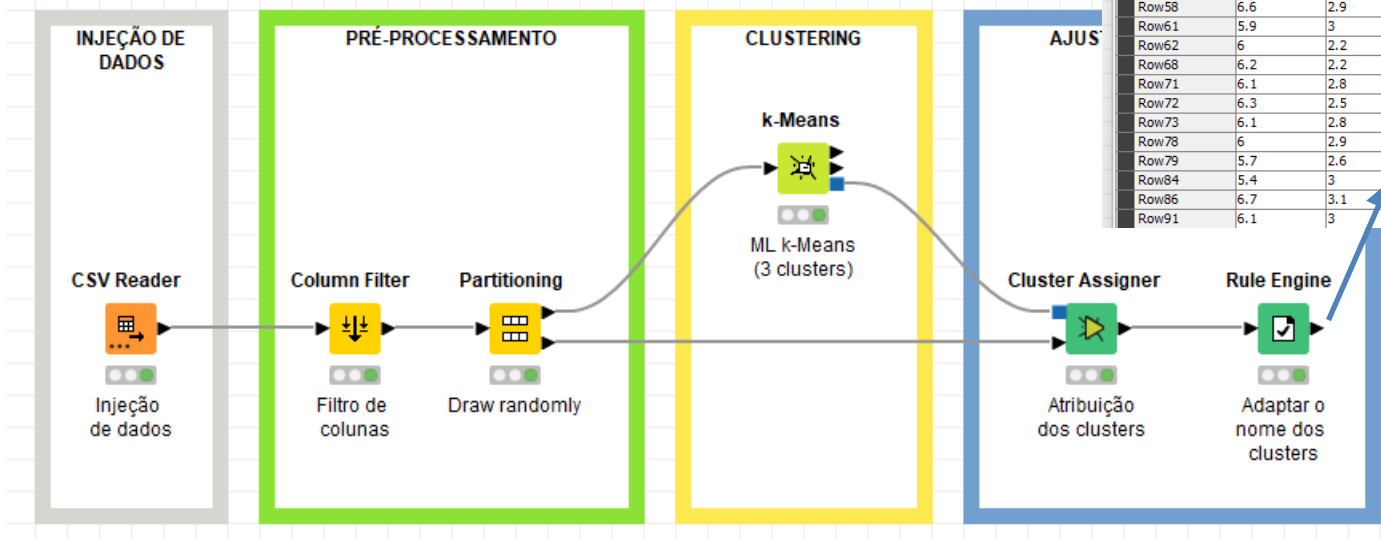 INJEÇÃO DE
DADOS
PRÉ-PROCESSAMENTO
CLUSTERING
AJUS
Row58 6.6 2.9
Row61 5.9 3
Row62 6 2.2
Row68 6.2 2.2
Row71 6.1 2.8
Row72 6.3 2.5
Row73 6.1 2.8
Row78 6 2.9
Row79 5.7 2.6
Row84 5.4 3
Row86 6.7 3.1
Row91 6.1 3
k-Means
ML k-Means
(3 clusters)
CSV Reader
Injeção
de dados
Column Filter
Filtro de
colunas
Partitioning
Draw randomly
Cluster Assigner
Atribuição
dos clusters
Rule Engine
Adaptar o
nome dos
clusters